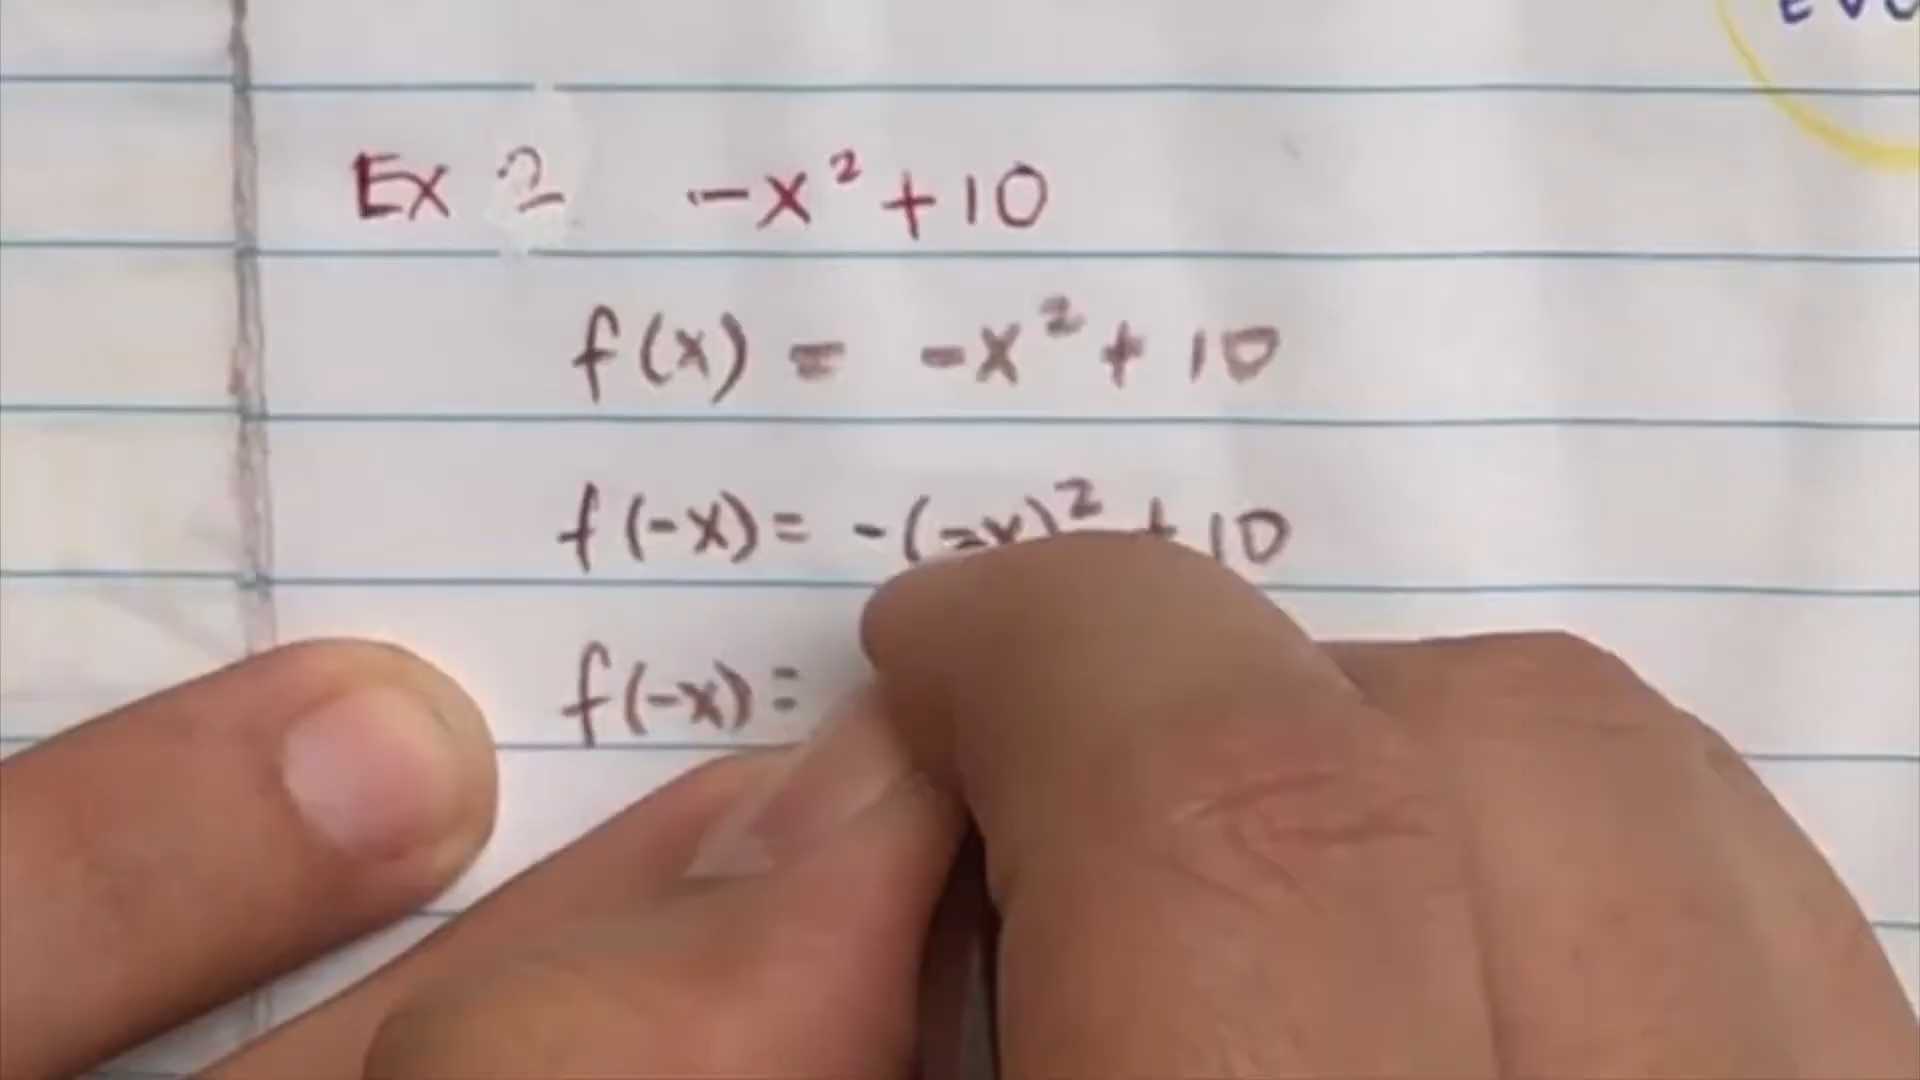 Ex 2 -x² + 10
f(x) = -x² + 10
f(-x) = -(-x)² + 10
f(-x) =